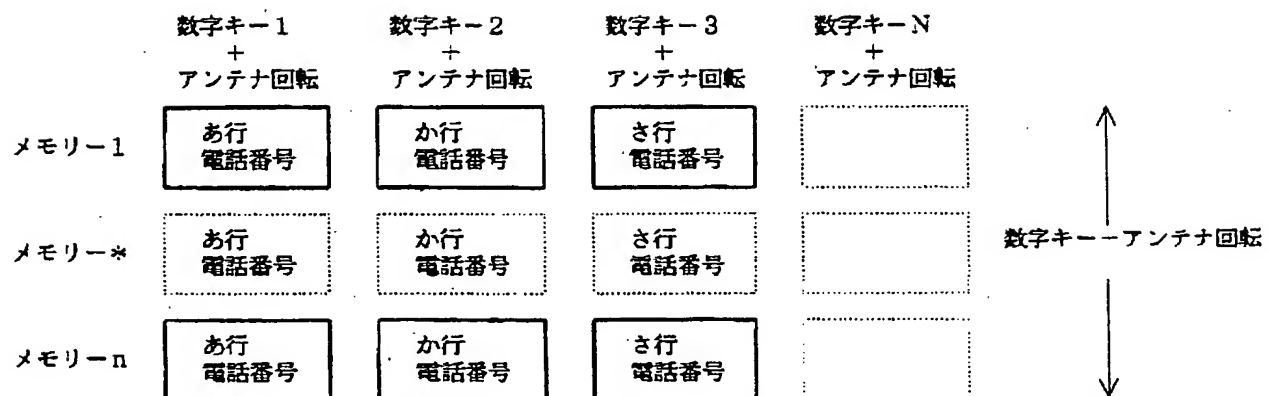 数字キー1 数字キー2 数字キー3 数字キーN
+ + + +
アンテナ回転 アンテナ回転 アンテナ回転 アンテナ回転
メモリー1 あ行 か行 さ行
電話番号 電話番号 電話番号
メモリー* あ行 か行 さ行 数字キーーアンテナ回転
電話番号 電話番号 電話番号
メモリーn あ行 か行 さ行
電話番号 電話番号 電話番号